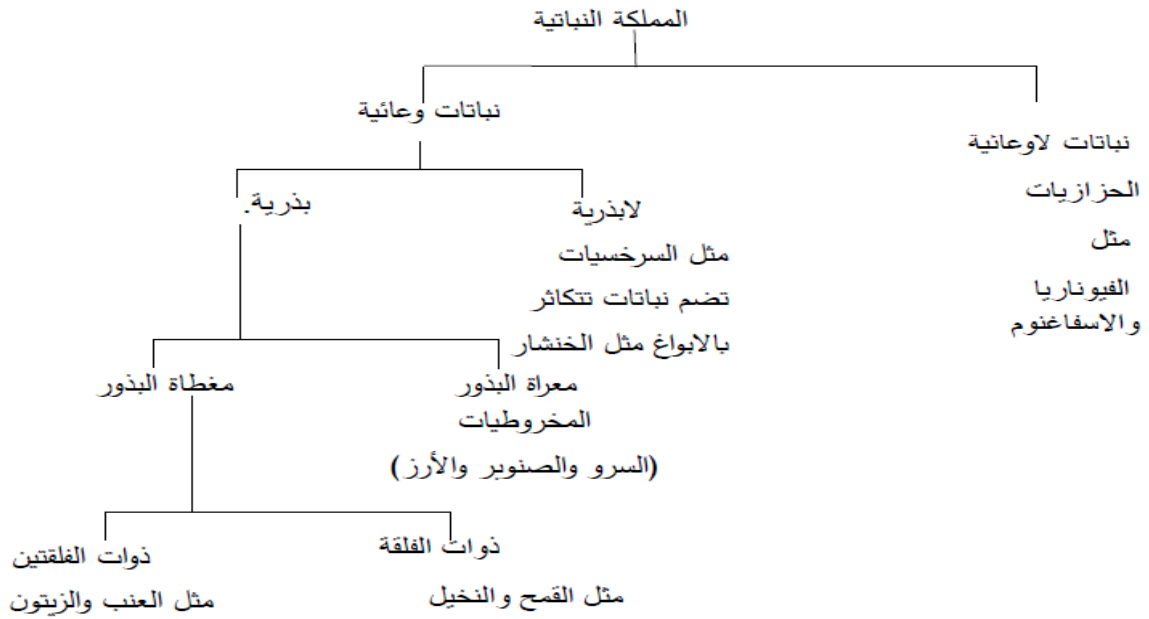 المملكة النباتية
نباتات وعائية
نباتات لاوعائية
الحزازيات
مثل
الفيوناريا
والاسفاغنوم
بذرية.
لابذرية
مثل السرخسيات
تضم نباتات تتكاثر
بالابواغ مثل الخنشار
معراة البذور
المخروطيات
(السرو والصنوبر والأرز)
مغطاة البذور
ذوات الفلقة
مثل القمح والنخيل
ذوات الفلقتين
مثل العنب والزيتون